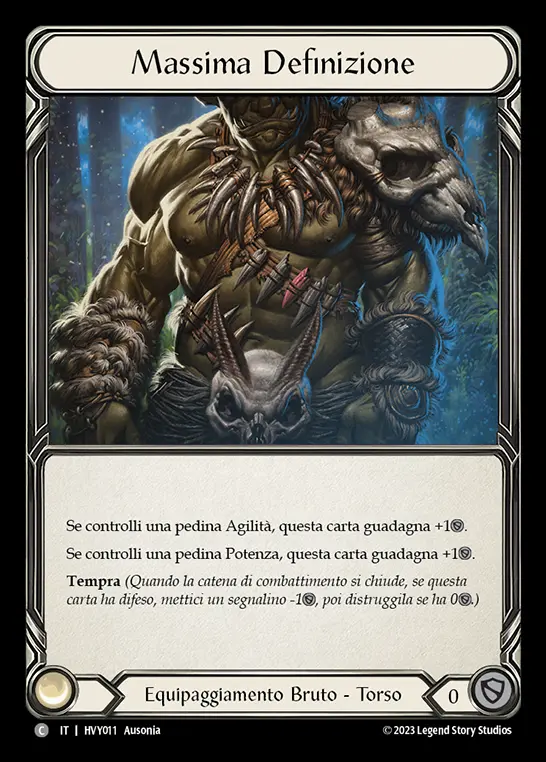 Massima Definizione
Se controlli una pedina Agilità, questa carta guadagna +1.
Se controlli una pedina Potenza, questa carta guadagna +1.
Tempra (Quando la catena di combattimento si chiude, se questa
carta ha difeso, mettici un segnalino -1, poi distruggila se ha 0.)
Equipaggiamento Bruto - Torso
0
C IT | HVY011 Ausonia
© 2023 Legend Story Studios